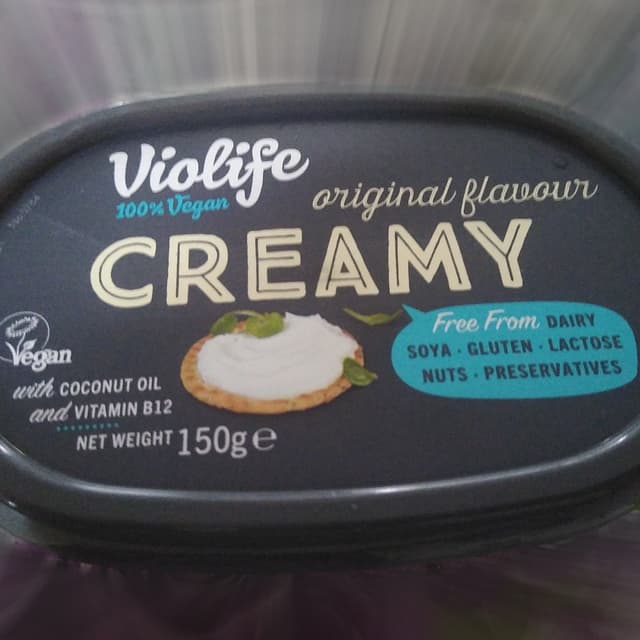 Violife
100% Vegan
original flavour
CREAMY
Free From DAIRY
SOYA · GLUTEN · LACTOSE
NUTS · PRESERVATIVES
Vegan
with COCONUT OIL
and VITAMIN B12
NET WEIGHT 150g e